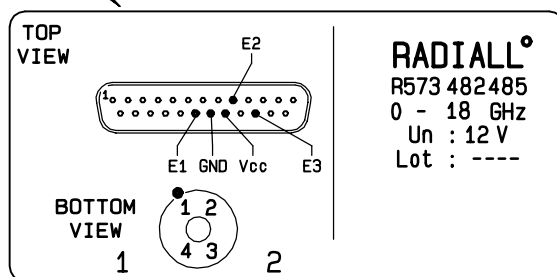 TOP
VIEW
E2
1
E1 GND Vcc E3
BOTTOM
VIEW
1 2
4 3
1 2
RADIALL°
R573 482485
0 - 18 GHz
Un : 12 V
Lot : ----